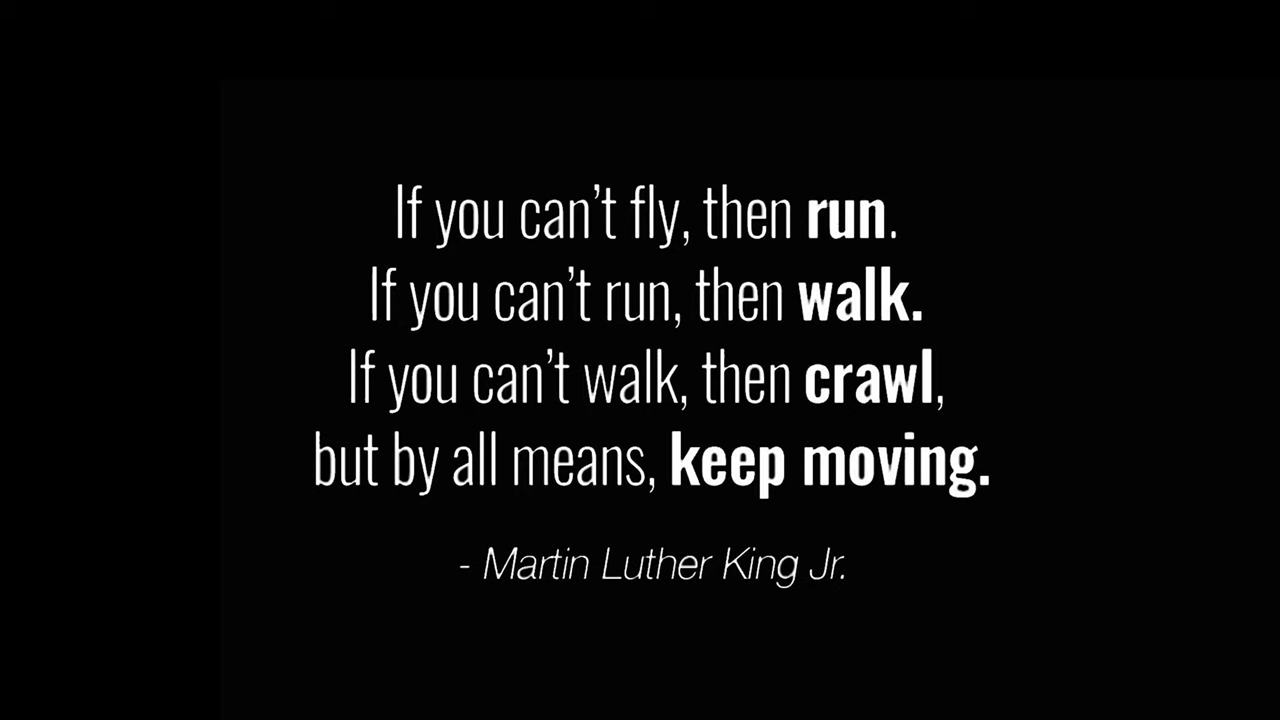 If you can’t fly, then run.
If you can’t run, then walk.
If you can’t walk, then crawl,
but by all means, keep moving.
- Martin Luther King Jr.